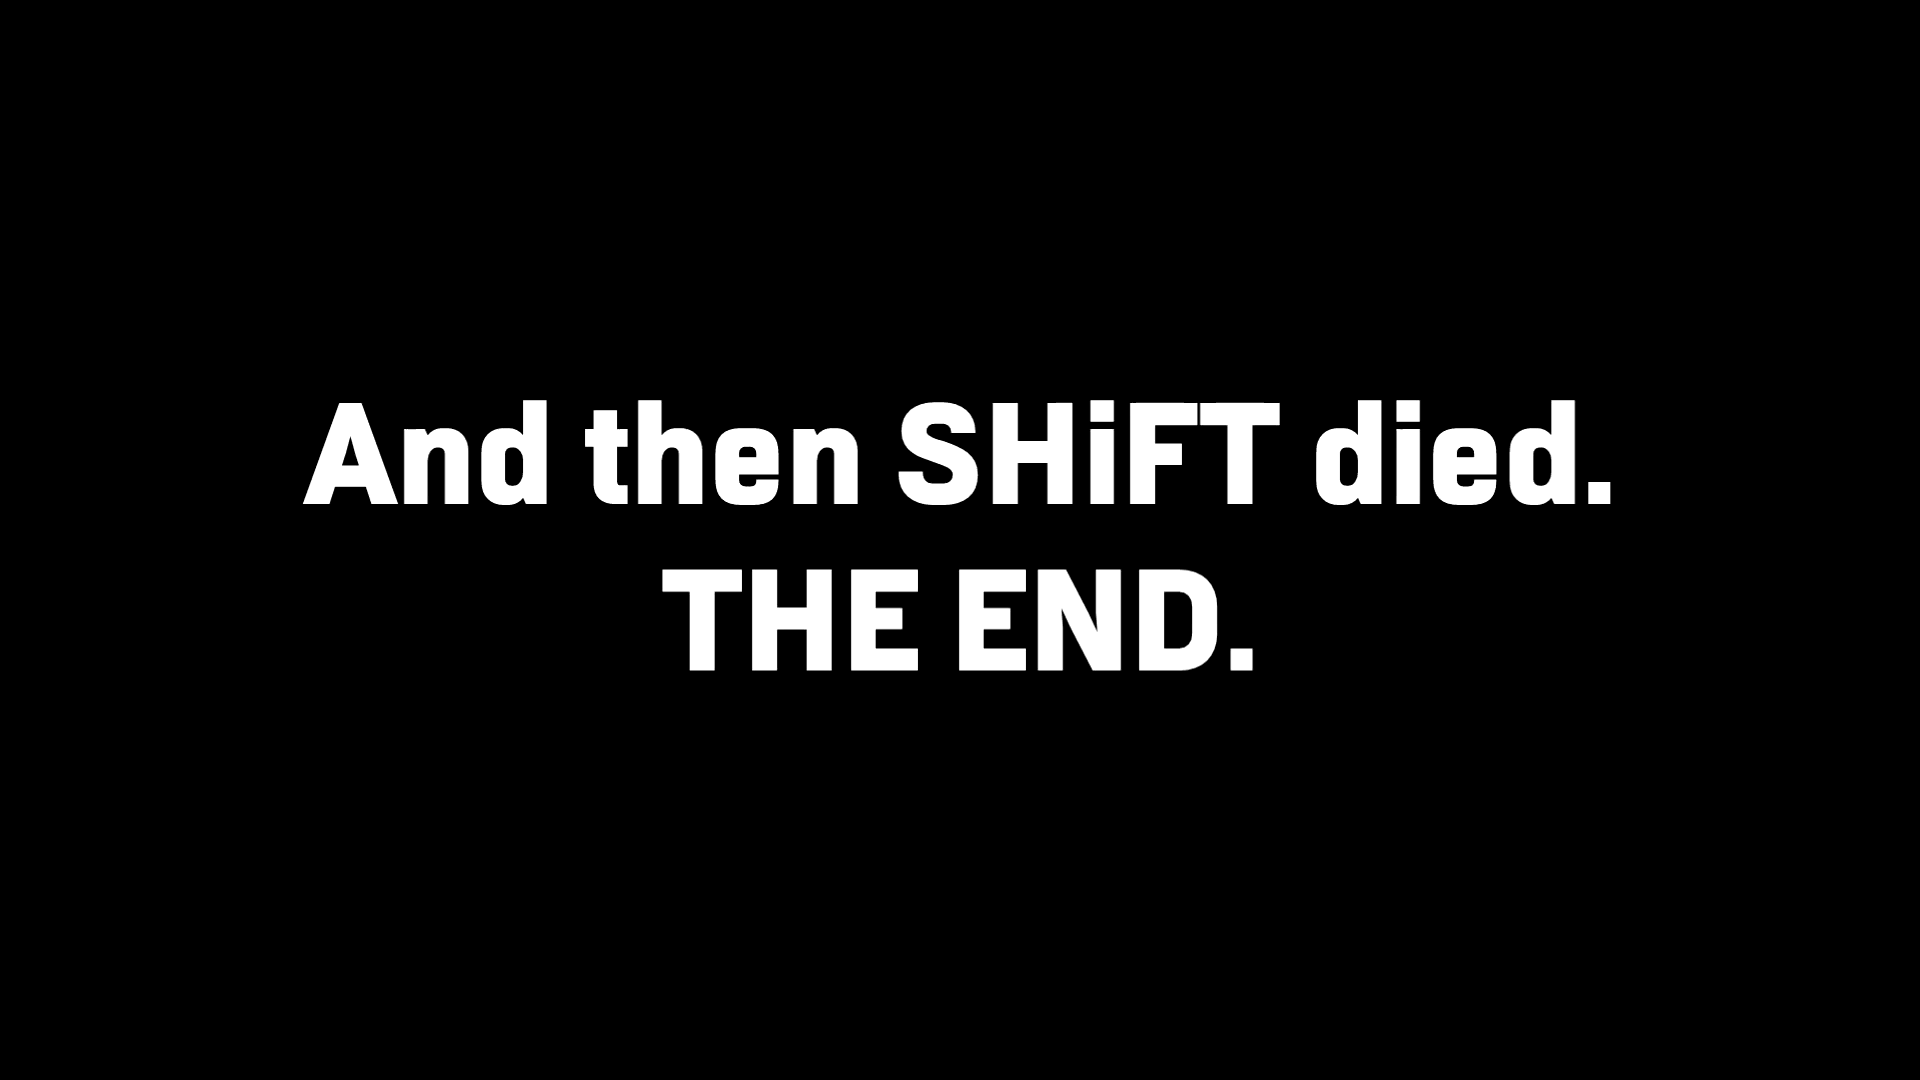 And then SHiFT died.
THE END.